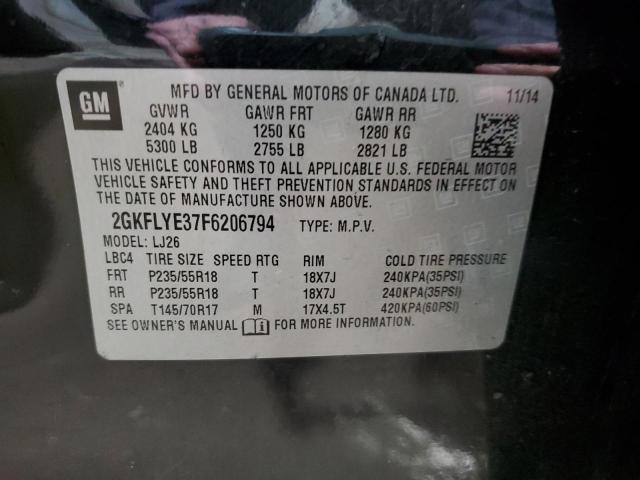 GM
MFD BY GENERAL MOTORS OF CANADA LTD. 11/14
GVWR GAWR FRT GAWR RR
2404 KG 1250 KG 1280 KG
5300 LB 2755 LB 2821 LB
THIS VEHICLE CONFORMS TO ALL APPLICABLE U.S. FEDERAL MOTOR
VEHICLE SAFETY AND THEFT PREVENTION STANDARDS IN EFFECT ON
THE DATE OF MANUFACTURE SHOWN ABOVE.
2GKFLYE37F6206794 TYPE: M.P.V.
MODEL: LJ26
LBC4 TIRE SIZE SPEED RTG RIM COLD TIRE PRESSURE
FRT P235/55R18 T 18X7J 240KPA(35PSI)
RR P235/55R18 T 18X7J 240KPA(35PSI)
SPA T145/70R17 M 17X4.5T 420KPA(60PSI)
SEE OWNER'S MANUAL FOR MORE INFORMATION.